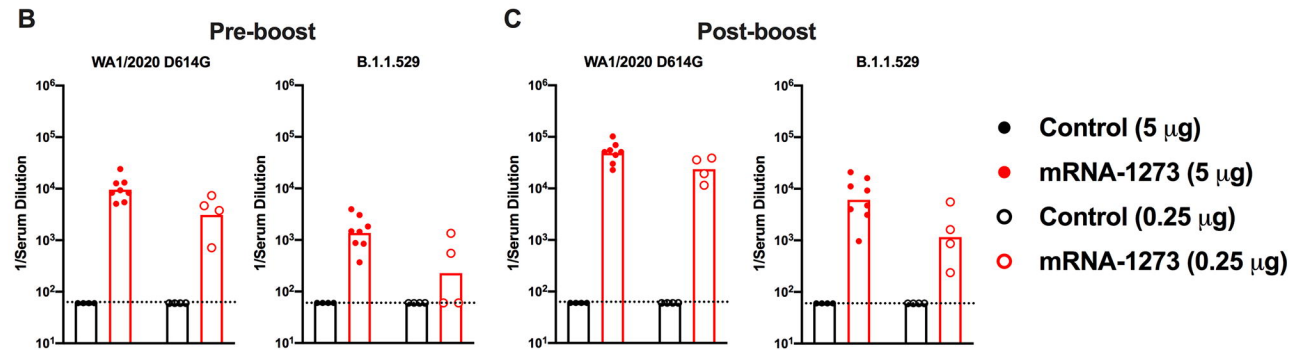 B
Pre-boost
WA1/2020 D614G
1/Serum Dilution
10⁶
10⁵
10⁴
10³
10²
10¹
B.1.1.529
1/Serum Dilution
10⁶
10⁵
10⁴
10³
10²
10¹
C
Post-boost
WA1/2020 D614G
1/Serum Dilution
10⁶
10⁵
10⁴
10³
10²
10¹
B.1.1.529
1/Serum Dilution
10⁶
10⁵
10⁴
10³
10²
10¹
Control (5 μg)
mRNA-1273 (5 μg)
Control (0.25 μg)
mRNA-1273 (0.25 μg)